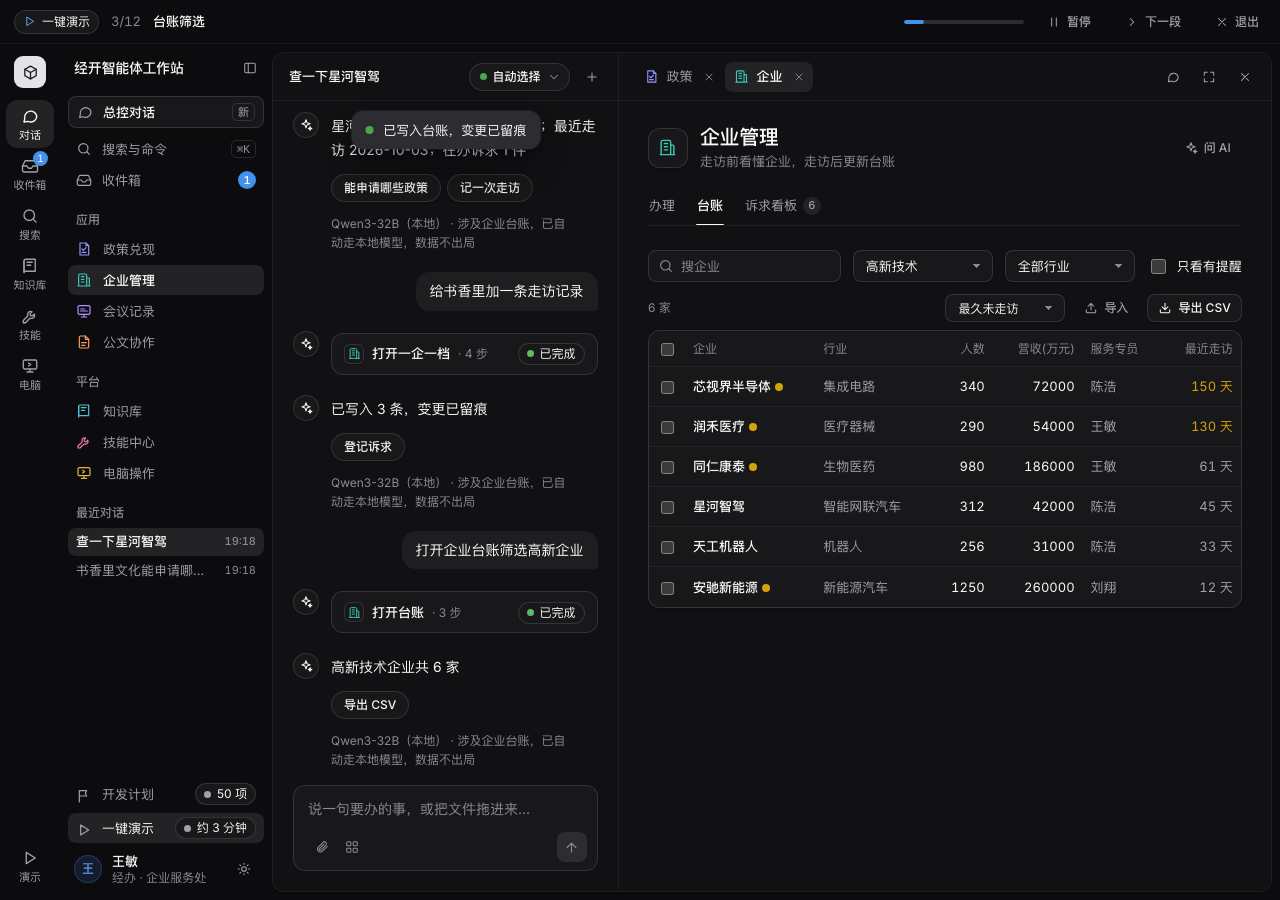 一键演示
3/12
台账筛选
暂停
下一段
退出
对话
收件箱
1
搜索
知识库
技能
电脑
演示
经开智能体工作站
总控对话
新
搜索与命令
⌘K
收件箱
1
应用
政策兑现
企业管理
会议记录
公文协作
平台
知识库
技能中心
电脑操作
最近对话
查一下星河智驾
19:18
书香里文化能申请哪...
19:18
开发计划
50 项
一键演示
约 3 分钟
王
王敏
经办 · 企业服务处
查一下星河智驾
自动选择
已写入台账，变更已留痕
；最近走
访 2026-10-03，在办诉求 1 件
能申请哪些政策
记一次走访
Qwen3-32B（本地） · 涉及企业台账，已自
动走本地模型，数据不出局
给书香里加一条走访记录
打开一企一档
· 4 步
已完成
已写入 3 条，变更已留痕
登记诉求
Qwen3-32B（本地） · 涉及企业台账，已自
动走本地模型，数据不出局
打开企业台账筛选高新企业
打开台账
· 3 步
已完成
高新技术企业共 6 家
导出 CSV
Qwen3-32B（本地） · 涉及企业台账，已自
动走本地模型，数据不出局
说一句要办的事，或把文件拖进来...
政策
企业
企业管理
走访前看懂企业，走访后更新台账
问 AI
办理
台账
诉求看板
6
搜企业
高新技术
全部行业
只看有提醒
6 家
最久未走访
导入
导出 CSV
企业 行业 人数 营收(万元) 服务专员 最近走访
芯视界半导体 集成电路 340 72000 陈浩 150 天
润禾医疗 医疗器械 290 54000 王敏 130 天
同仁康泰 生物医药 980 186000 王敏 61 天
星河智驾 智能网联汽车 312 42000 陈浩 45 天
天工机器人 机器人 256 31000 陈浩 33 天
安驰新能源 新能源汽车 1250 260000 刘翔 12 天